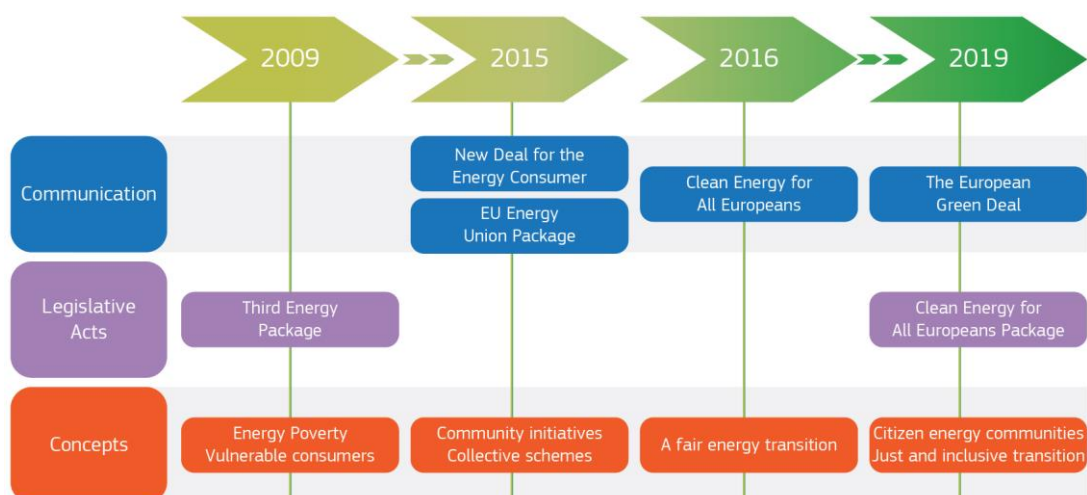 2009
2015
2016
2019
Communication
New Deal for the
Energy Consumer
EU Energy
Union Package
Clean Energy for
All Europeans
The European
Green Deal
Legislative
Acts
Third Energy
Package
Clean Energy for
All Europeans Package
Concepts
Energy Poverty
Vulnerable consumers
Community initiatives
Collective schemes
A fair energy transition
Citizen energy communities
Just and inclusive transition